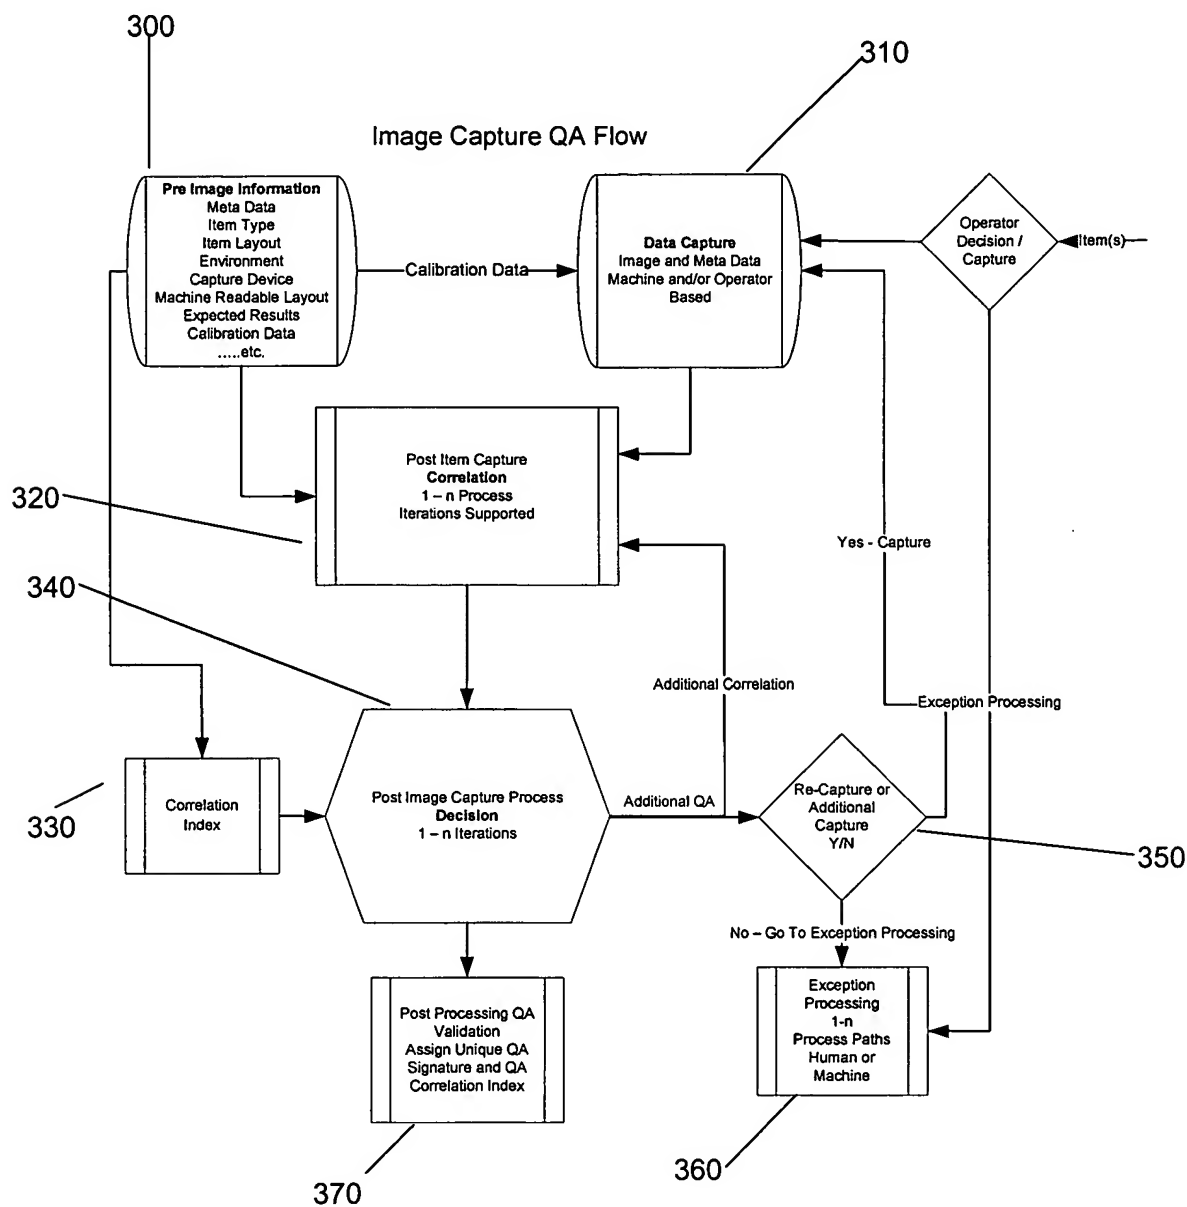 300
310
Image Capture QA Flow
Pre Image Information
Meta Data
Item Type
Item Layout
Environment
Capture Device
Machine Readable Layout
Expected Results
Calibration Data
.....etc.
Calibration Data
Data Capture
Image and Meta Data
Machine and/or Operator
Based
Operator
Decision /
Capture
Item(s)
Post Item Capture
Correlation
1 – n Process
Iterations Supported
320
Yes - Capture
340
Additional Correlation
Exception Processing
Correlation
Index
330
Post Image Capture Process
Decision
1 – n Iterations
Additional QA
Re-Capture or
Additional
Capture
Y/N
350
No – Go To Exception Processing
Post Processing QA
Validation
Assign Unique QA
Signature and QA
Correlation Index
Exception
Processing
1-n
Process Paths
Human or
Machine
370
360